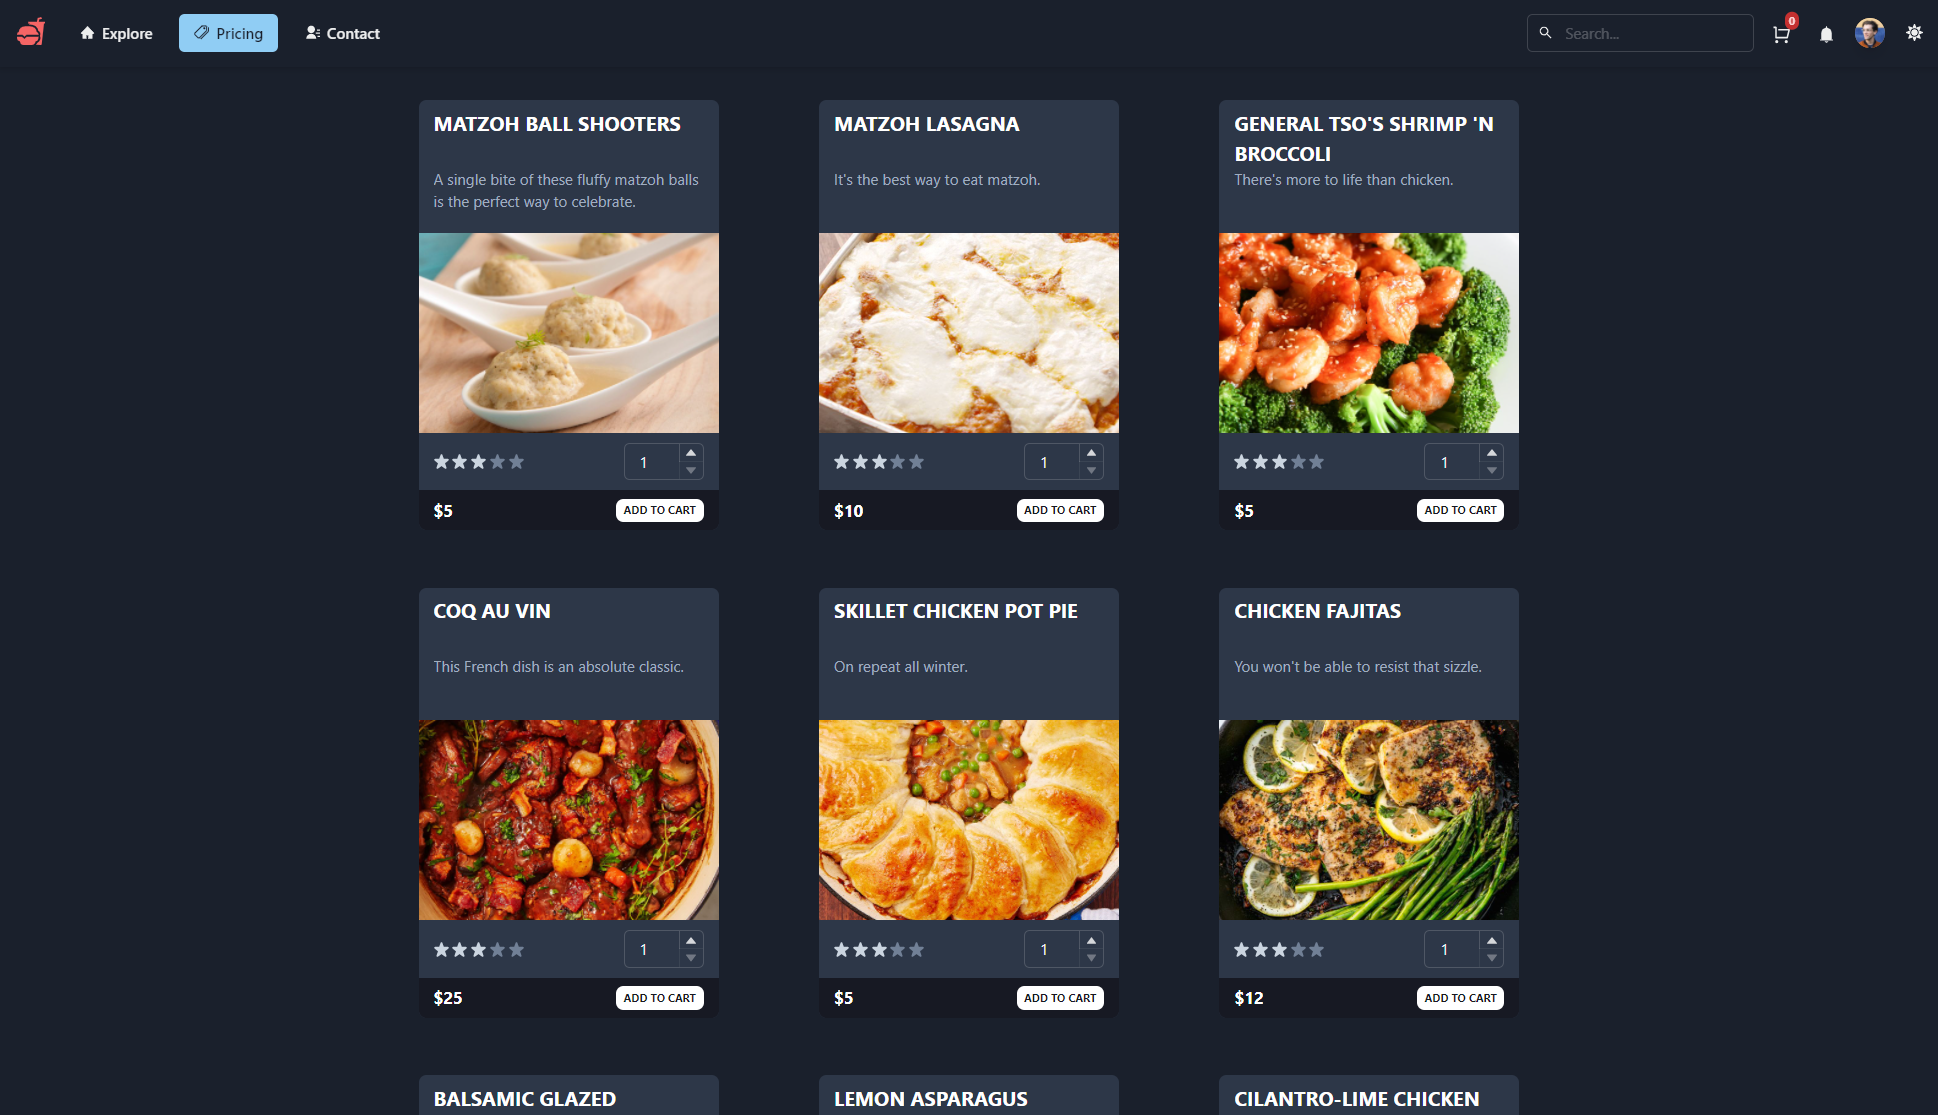 Explore
Pricing
Contact
Search...
0
MATZOH BALL SHOOTERS
A single bite of these fluffy matzoh balls
is the perfect way to celebrate.
1
$5
ADD TO CART
MATZOH LASAGNA
It's the best way to eat matzoh.
1
$10
ADD TO CART
GENERAL TSO'S SHRIMP 'N
BROCCOLI
There's more to life than chicken.
1
$5
ADD TO CART
COQ AU VIN
This French dish is an absolute classic.
1
$25
ADD TO CART
SKILLET CHICKEN POT PIE
On repeat all winter.
1
$5
ADD TO CART
CHICKEN FAJITAS
You won't be able to resist that sizzle.
1
$12
ADD TO CART
BALSAMIC GLAZED
LEMON ASPARAGUS
CILANTRO-LIME CHICKEN